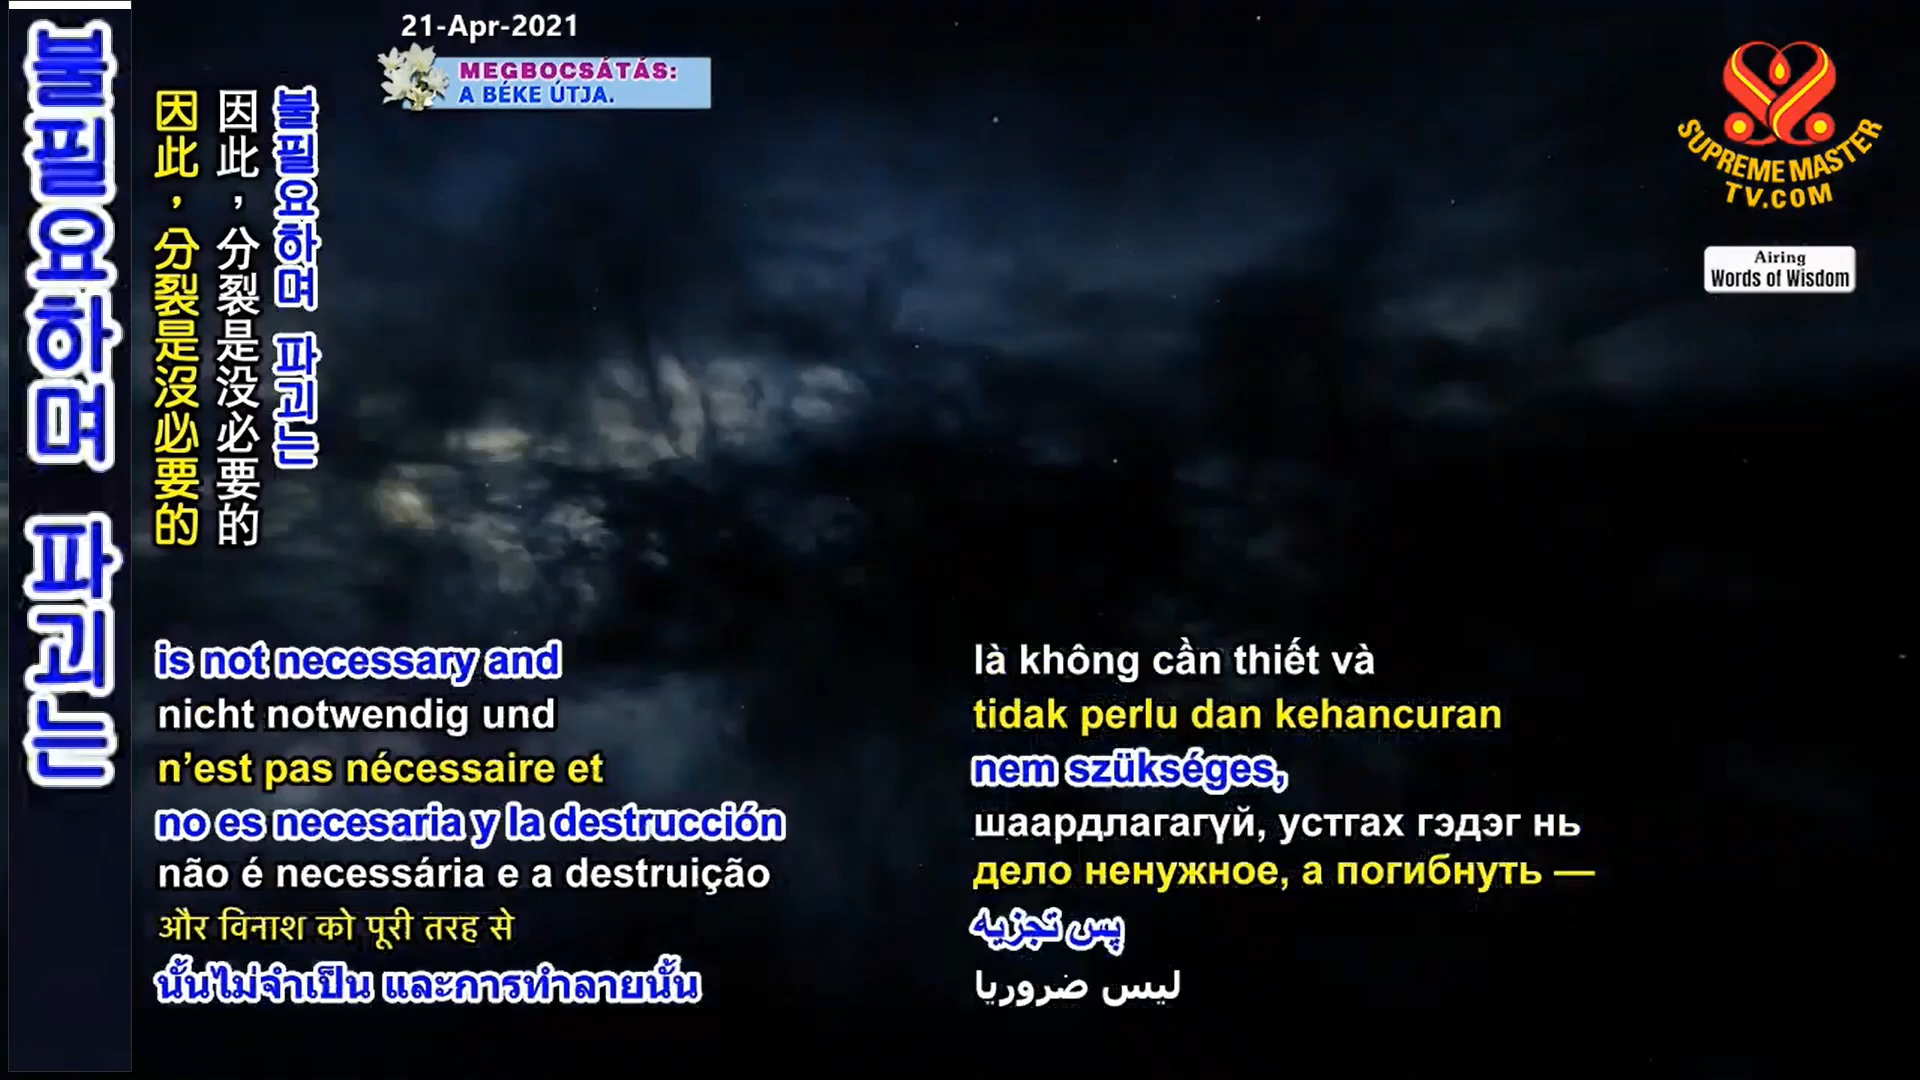 불필요하며 파괴는
因此，分裂是沒必要的
因此，分裂是没必要的
불필요하며 파괴는
21-Apr-2021
MEGBOCSÁTÁS:
A BÉKE ÚTJA.
SUPREME MASTER
TV.COM
Airing
Words of Wisdom
is not necessary and
nicht notwendig und
n’est pas nécessaire et
no es necesaria y la destrucción
não é necessária e a destruição
और विनाश को पूरी तरह से
นั้นไม่จำเป็น และการทำลายนั้น
là không cần thiết và
tidak perlu dan kehancuran
nem szükséges,
шаардлагагүй, устгах гэдэг нь
дело ненужное, а погибнуть —
پس تجزیه
ليس ضروريا